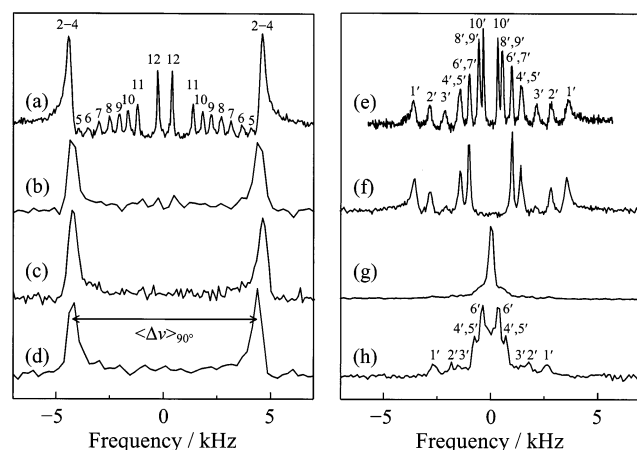 2−4 2−4
12 12
11 11
10 10
9 9
8 8
7 7
6 6
5 5
(a)
(b)
(c)
<Δν>90°
(d)
−5 0 5
Frequency / kHz
10′ 10′
8′,9′ 8′,9′
6′,7′ 6′,7′
4′,5′ 4′,5′
1′ 2′ 3′ 3′ 2′ 1′
(e)
(f)
(g)
6′ 6′
4′,5′ 4′,5′
1′ 2′3′ 3′ 2′ 1′
(h)
−5 0 5
Frequency / kHz